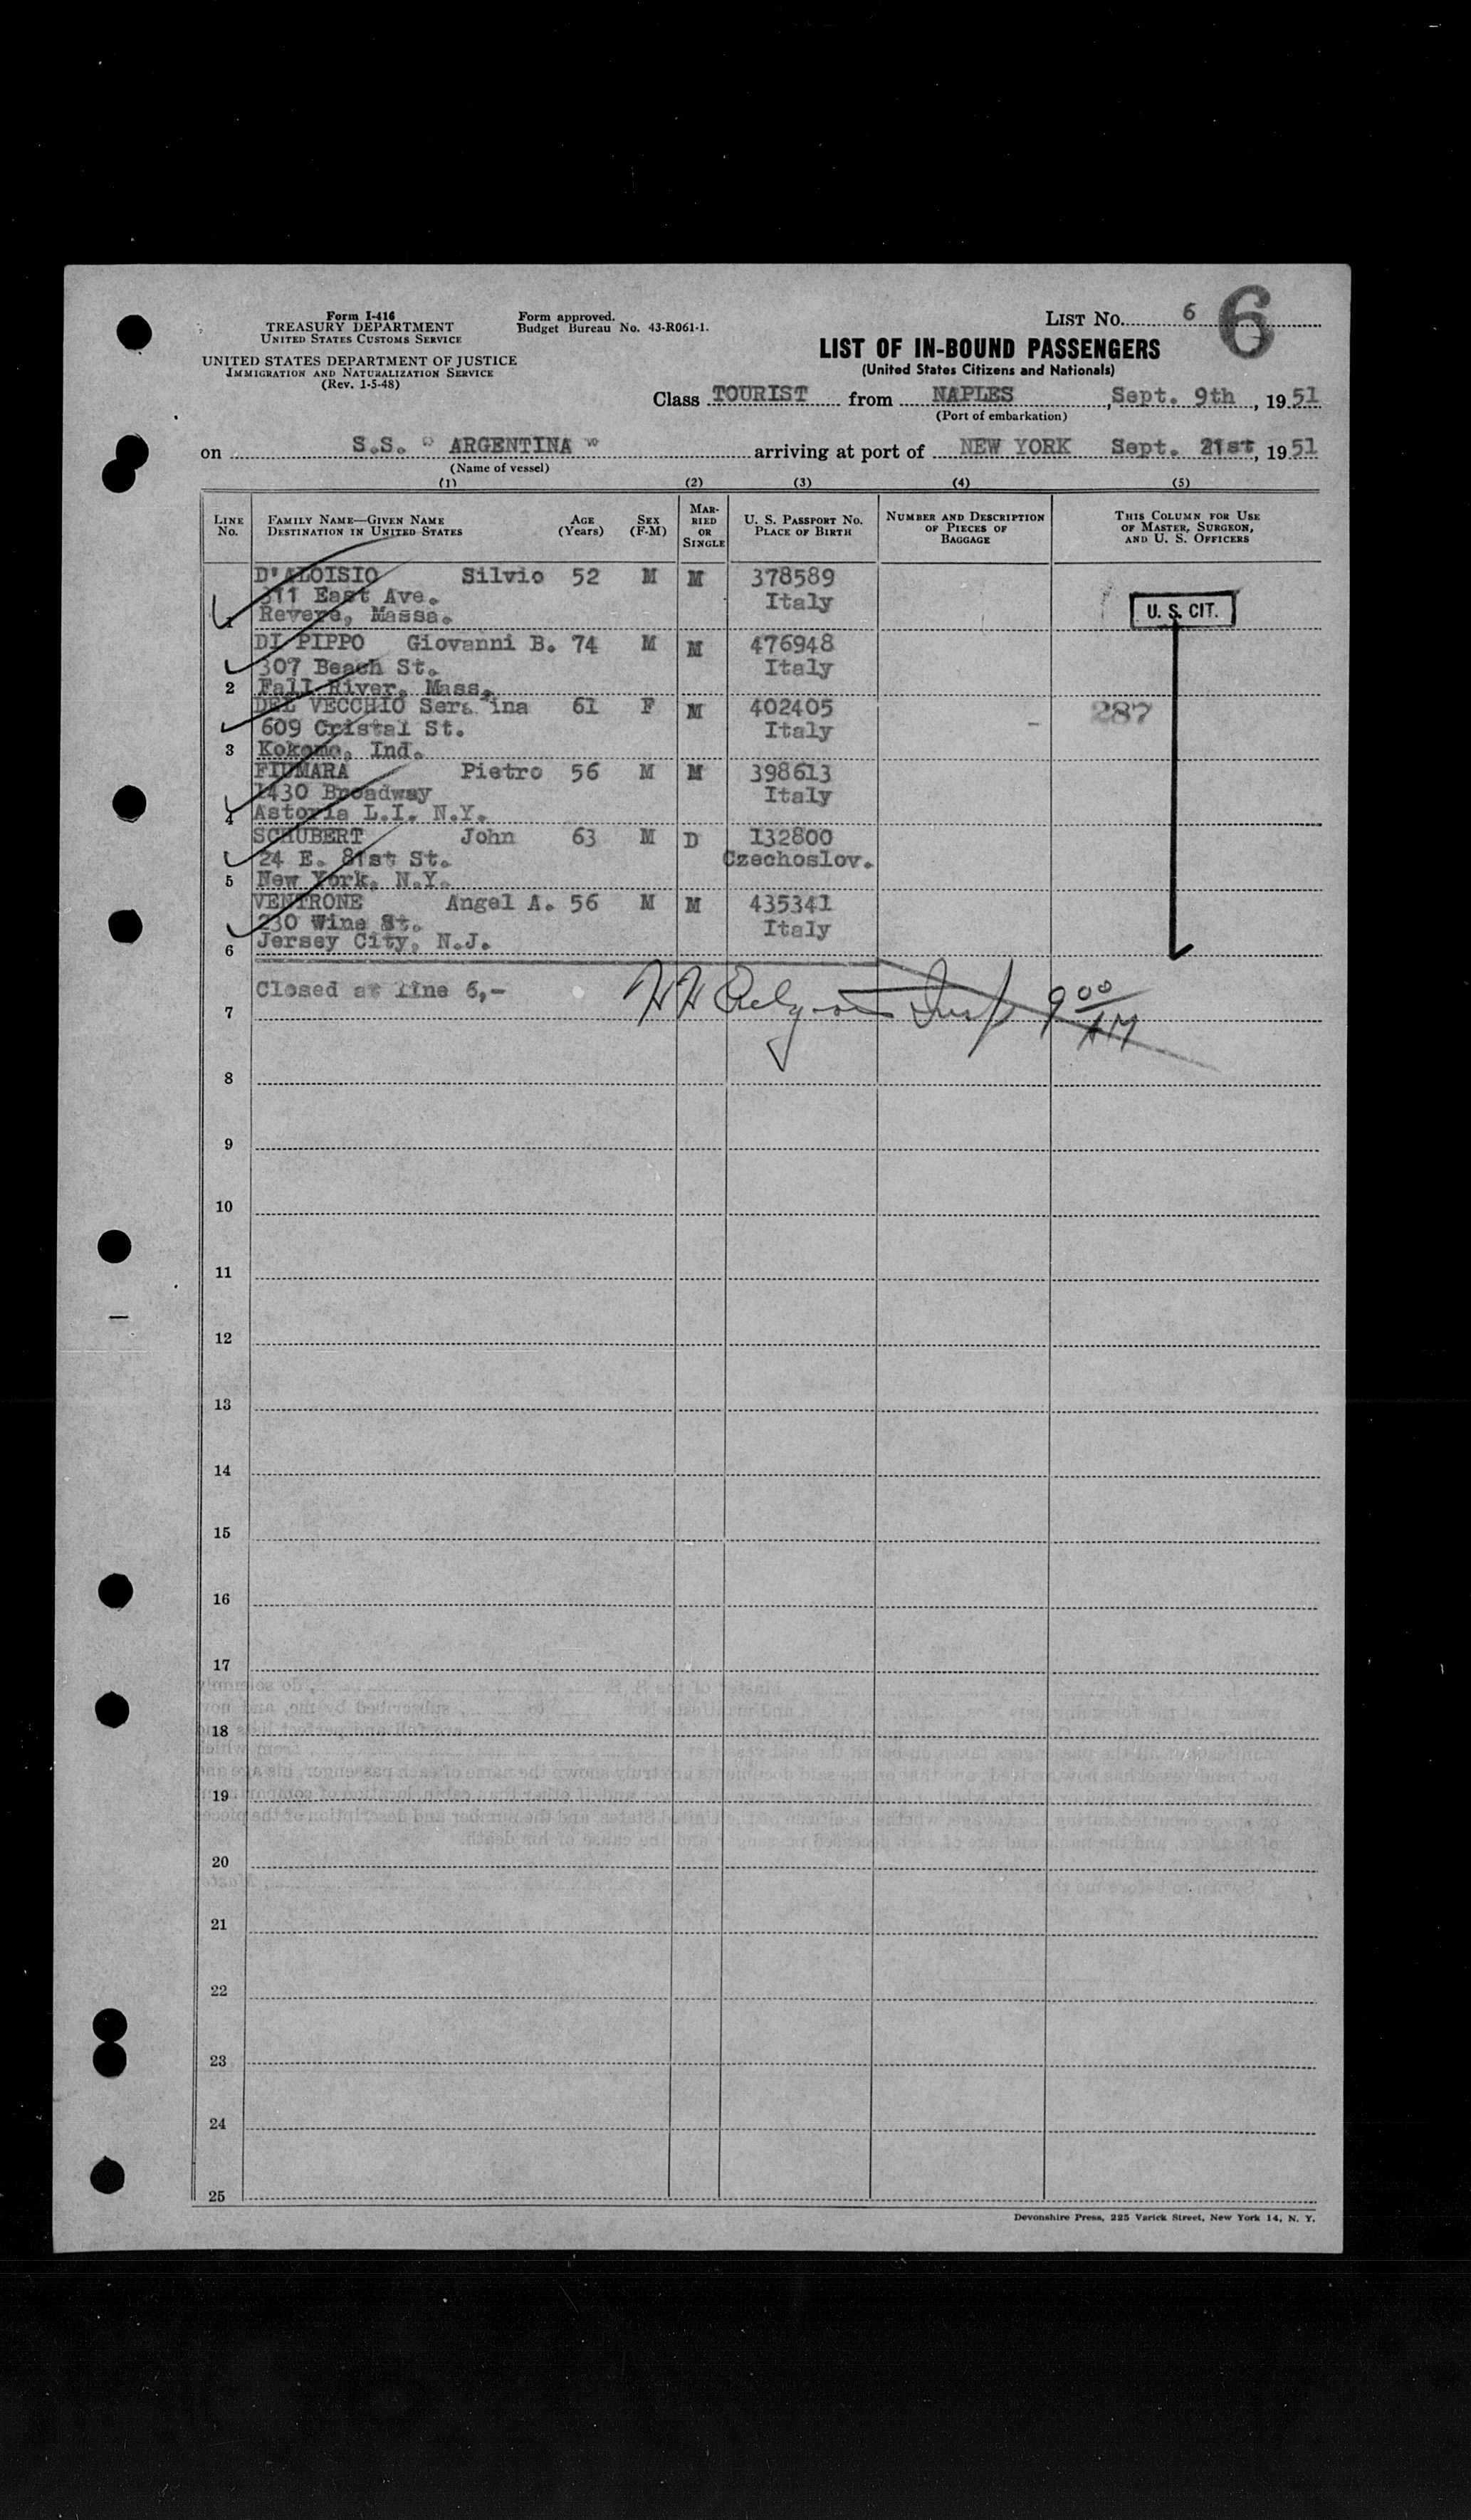 Form I-416
TREASURY DEPARTMENT
UNITED STATES CUSTOMS SERVICE
UNITED STATES DEPARTMENT OF JUSTICE
IMMIGRATION AND NATURALIZATION SERVICE
(Rev. 1-5-48)
Form approved.
Budget Bureau No. 43-R061-1.
LIST NO. 6 6
LIST OF IN-BOUND PASSENGERS
(United States Citizens and Nationals)
Class TOURIST from NAPLES, Sept. 9th, 1951
(Port of embarkation)
on S.S. " ARGENTINA " arriving at port of NEW YORK Sept. 21st, 1951
(Name of vessel)
(1) (2) (3) (4) (5)
LINE No. FAMILY NAME—GIVEN NAME DESTINATION IN UNITED STATES AGE (Years) SEX (F-M) MARRIED OR SINGLE U. S. PASSPORT NO. PLACE OF BIRTH NUMBER AND DESCRIPTION OF PIECES OF BAGGAGE THIS COLUMN FOR USE OF MASTER, SURGEON, AND U. S. OFFICERS
D'ALOISIO Silvio 52 M M 378589
311 East Ave. Italy
1 Revere, Massa. U. S. CIT.
DI PIPPO Giovanni B. 74 M M 476948
307 Beach St. Italy
2 Fall River, Mass.
DEL VECCHIO ina 61 F M 402405 287
609 Cristal St. Italy
3 Kokomo, Ind.
FIUMARA Pietro 56 M M 398613
1430 Broadway Italy
4 Astoria L.I. N.Y.
SCHUBERT John 63 M D 132800
24 E. 81st St. Czechoslov.
5 New York, N.Y.
VENTRONE Angel A. 56 M M 435341
230 Wine St. Italy
6 Jersey City, N.J.
Closed at line 6,-
7 9 00 AM
8
9
10
11
12
13
14
15
16
17
18
19
20
21
22
23
24
25
Devonshire Press, 225 Varick Street, New York 14, N. Y.